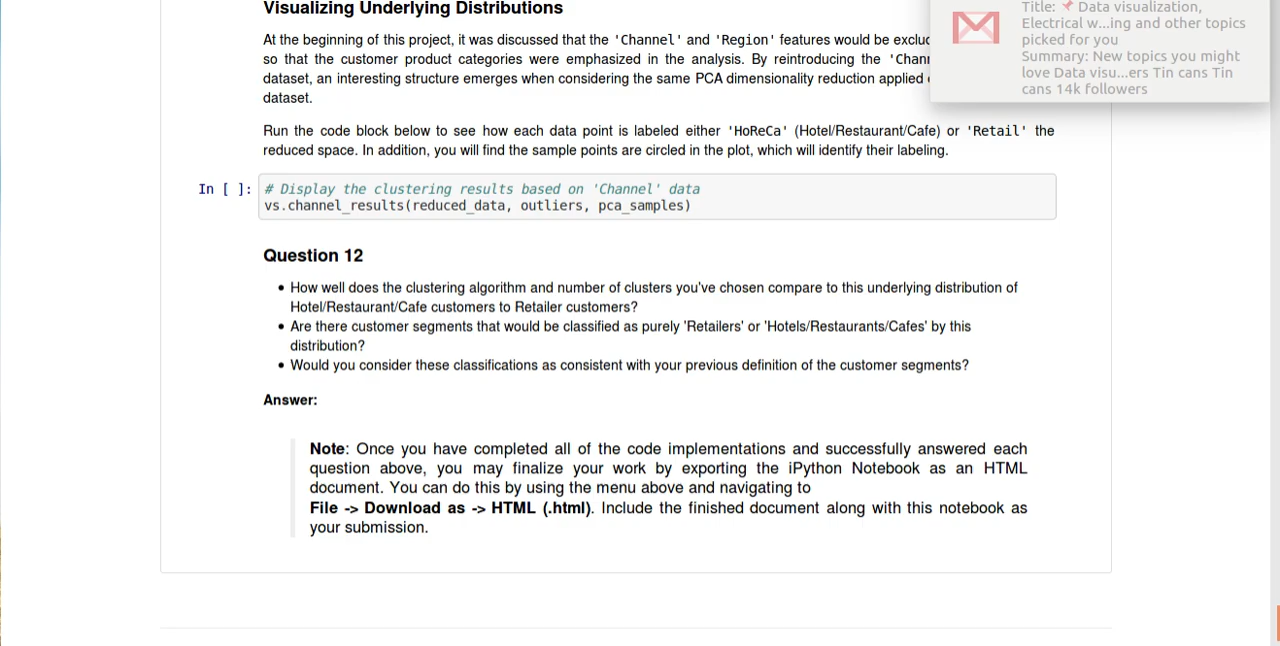 Visualizing Underlying Distributions
At the beginning of this project, it was discussed that the 'Channel' and 'Region' features would be
so that the customer product categories were emphasized in the analysis. By reintroducing the
dataset, an interesting structure emerges when considering the same PCA dimensionality reduction applied
dataset.
Run the code block below to see how each data point is labeled either 'HoReCa' (Hotel/Restaurant/Cafe) or 'Retail' the
reduced space. In addition, you will find the sample points are circled in the plot, which will identify their labeling.
In [ ]: # Display the clustering results based on 'Channel' data
vs.channel_results(reduced_data, outliers, pca_samples)
Question 12
• How well does the clustering algorithm and number of clusters you've chosen compare to this underlying distribution of
Hotel/Restaurant/Cafe customers to Retailer customers?
• Are there customer segments that would be classified as purely 'Retailers' or 'Hotels/Restaurants/Cafes' by this
distribution?
• Would you consider these classifications as consistent with your previous definition of the customer segments?
Answer:
Note: Once you have completed all of the code implementations and successfully answered each
question above, you may finalize your work by exporting the iPython Notebook as an HTML
document. You can do this by using the menu above and navigating to
File -> Download as -> HTML (.html). Include the finished document along with this notebook as
your submission.
Title: 📌 Data visualization,
Electrical w...ing and other topics
picked for you
Summary: New topics you might
love Data visu...ers Tin cans Tin
cans 14k followers